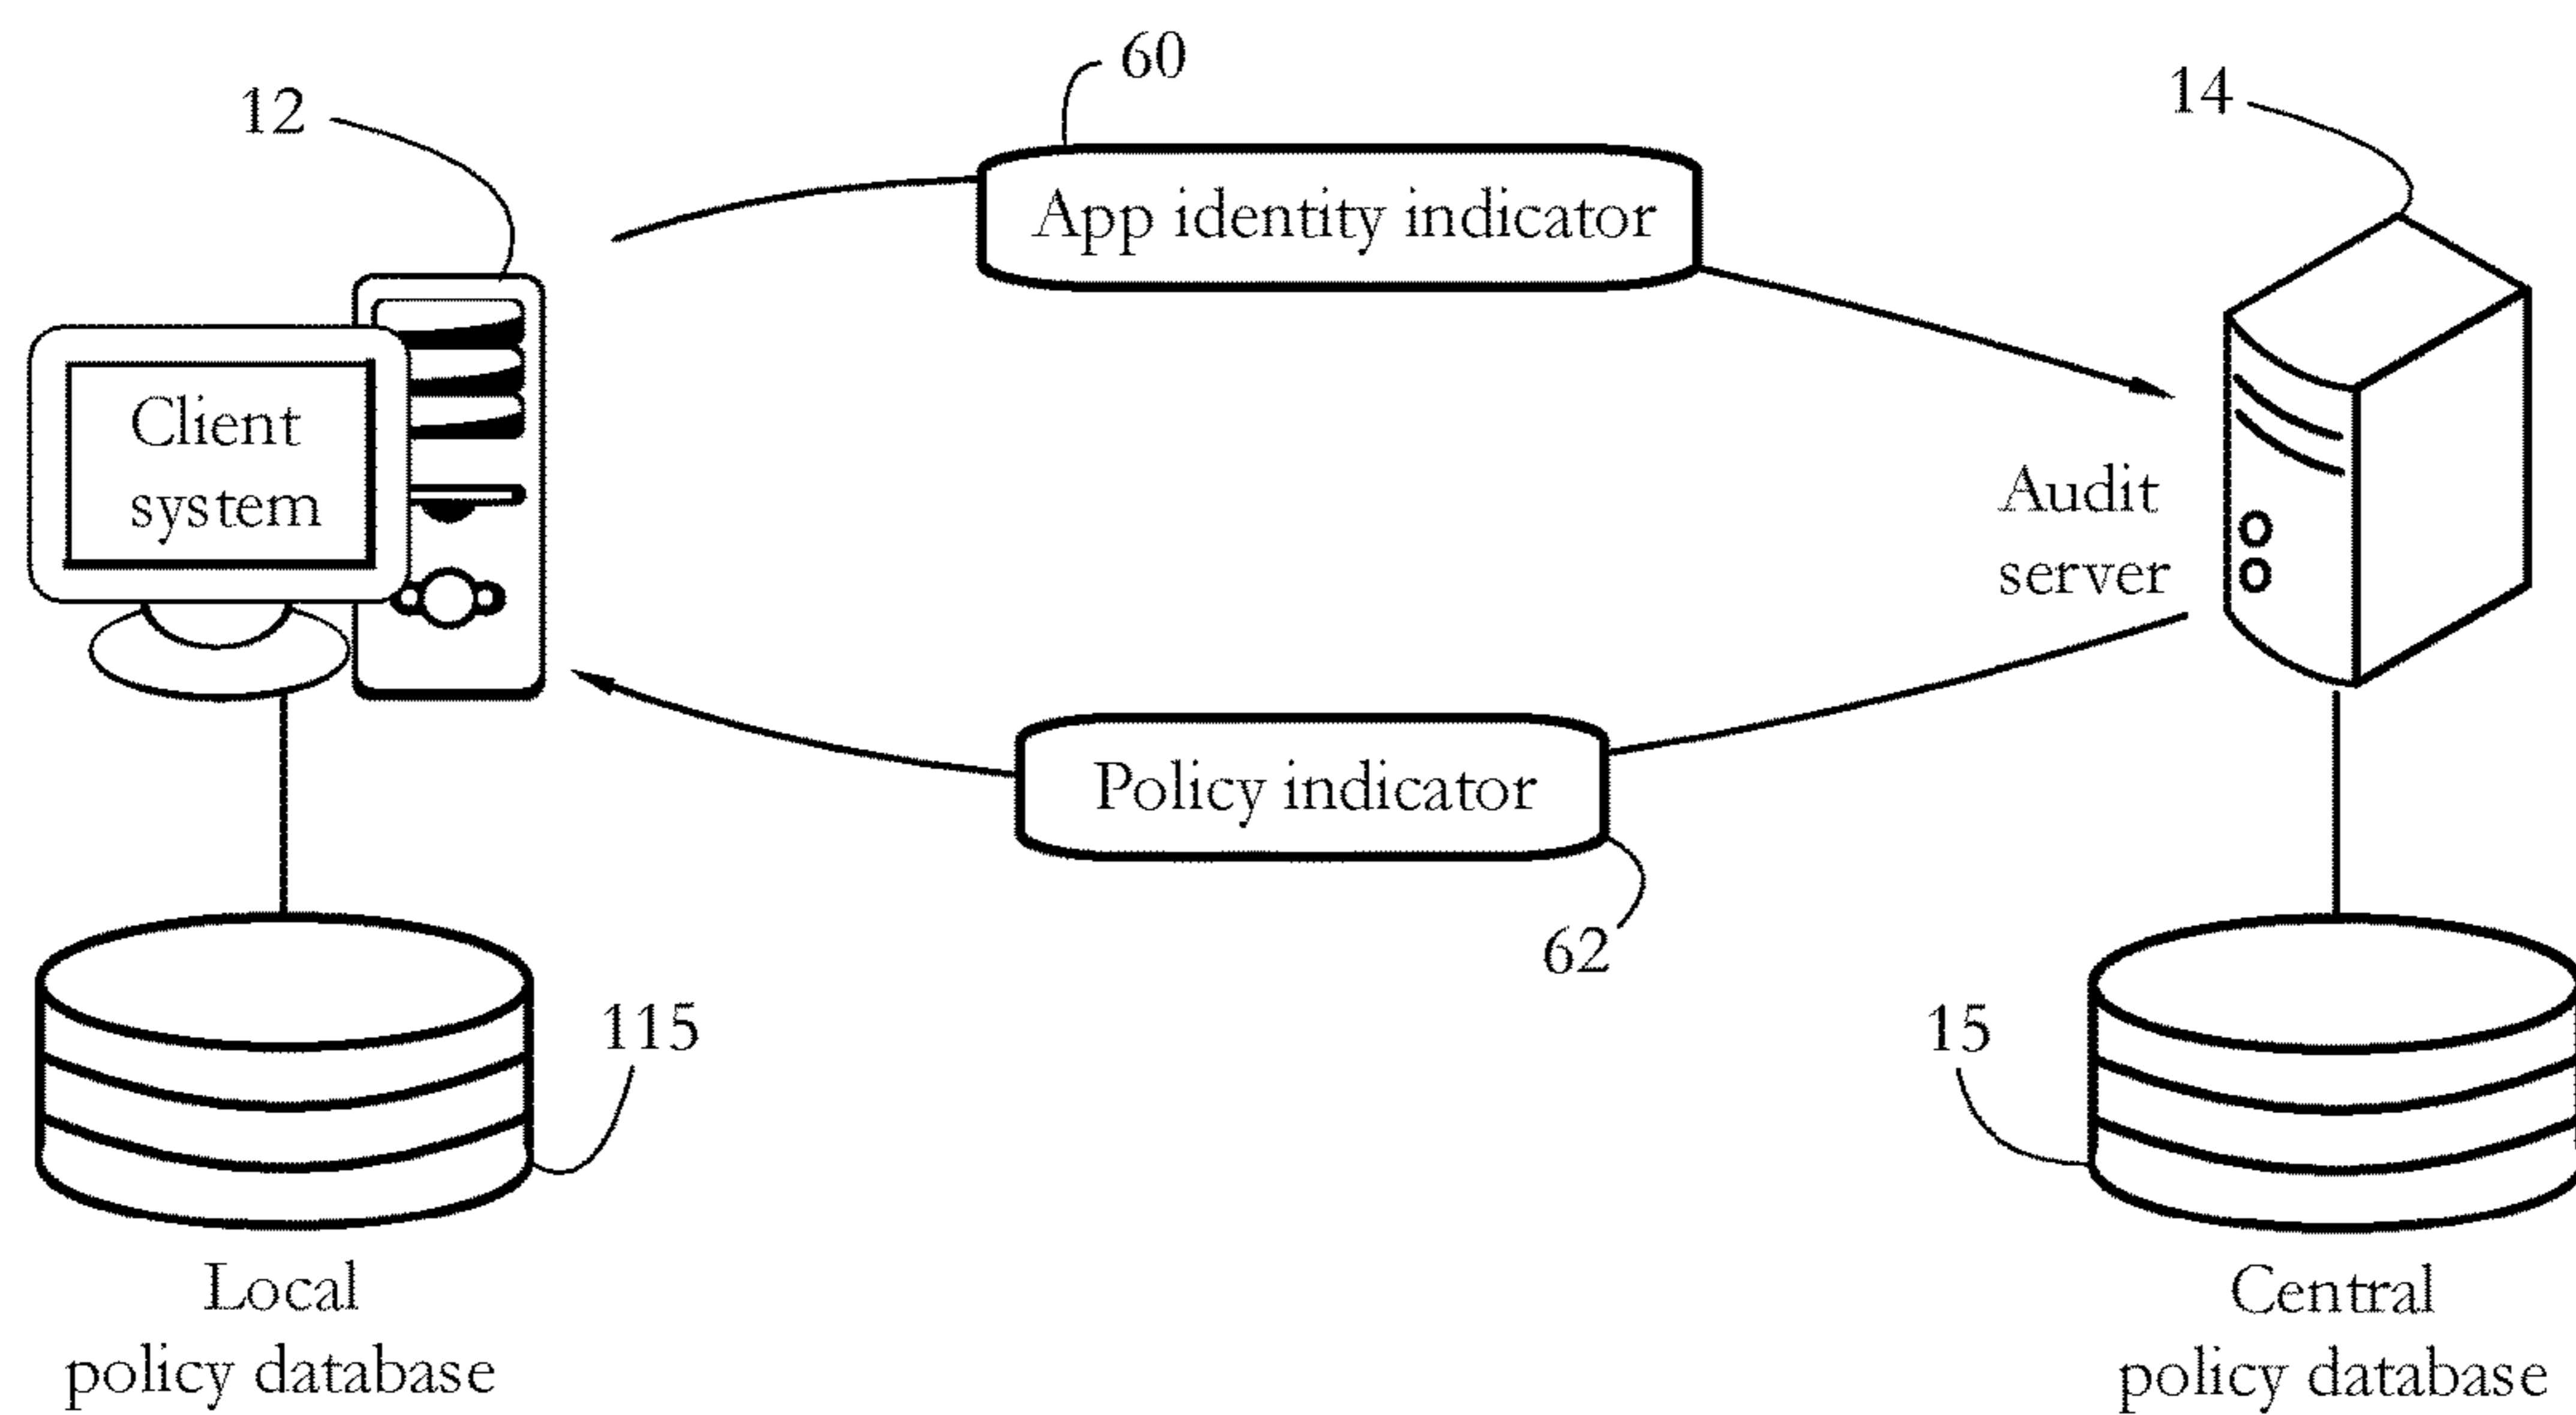 60
12
14
App identity indicator
Client
system
Audit
server
Policy indicator
62
115
15
Local
policy database
Central
policy database